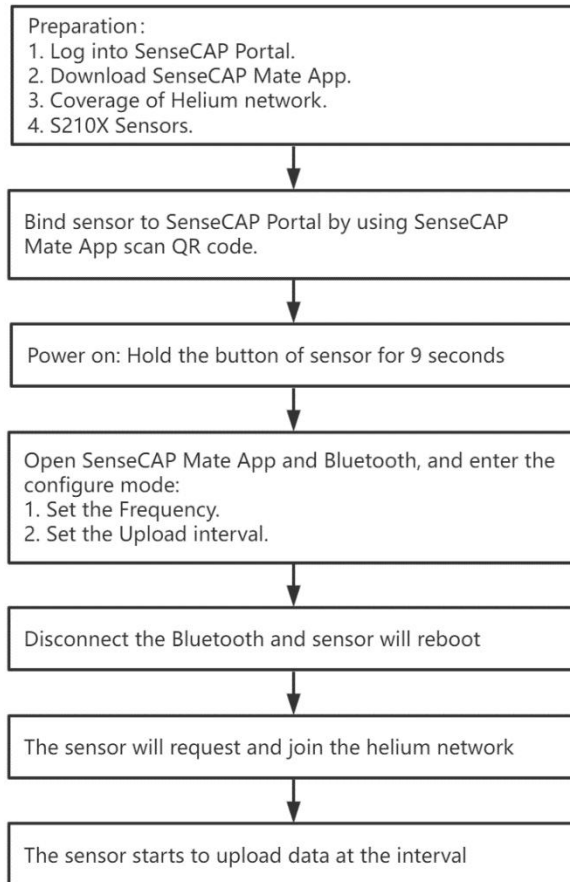 Preparation：
1. Log into SenseCAP Portal.
2. Download SenseCAP Mate App.
3. Coverage of Helium network.
4. S210X Sensors.
Bind sensor to SenseCAP Portal by using SenseCAP
Mate App scan QR code.
Power on: Hold the button of sensor for 9 seconds
Open SenseCAP Mate App and Bluetooth, and enter the
configure mode:
1. Set the Frequency.
2. Set the Upload interval.
Disconnect the Bluetooth and sensor will reboot
The sensor will request and join the helium network
The sensor starts to upload data at the interval